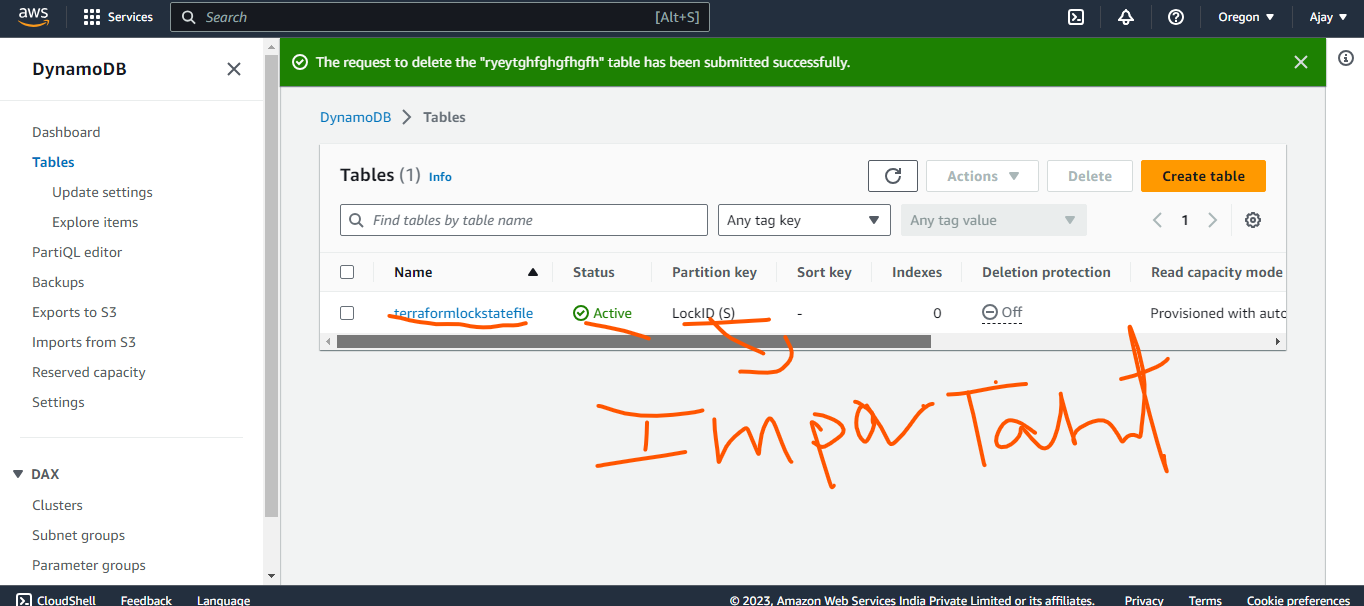 aws Services Search [Alt+S] Oregon Ajay
DynamoDB
The request to delete the "ryeytghfghgfhgfh" table has been submitted successfully.
Dashboard
Tables
Update settings
Explore items
PartiQL editor
Backups
Exports to S3
Imports from S3
Reserved capacity
Settings
DAX
Clusters
Subnet groups
Parameter groups
DynamoDB Tables
Tables (1) Info Actions Delete Create table
Find tables by table name Any tag key Any tag value 1
Name Status Partition key Sort key Indexes Deletion protection Read capacity mode
terraformlockstatefile Active LockID (S) - 0 Off Provisioned with auto
ImporTant
CloudShell Feedback Language © 2023, Amazon Web Services India Private Limited or its affiliates. Privacy Terms Cookie preferences